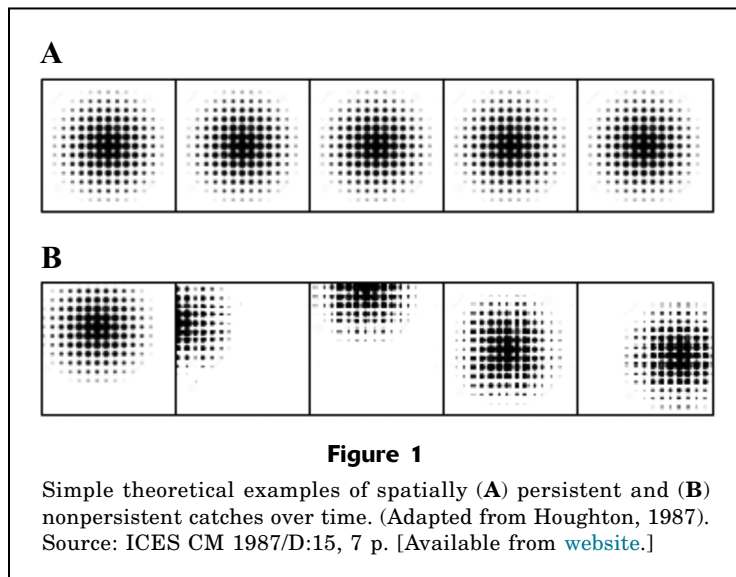 A
B
Figure 1
Simple theoretical examples of spatially (A) persistent and (B)
nonpersistent catches over time. (Adapted from Houghton, 1987).
Source: ICES CM 1987/D:15, 7 p. [Available from website.]